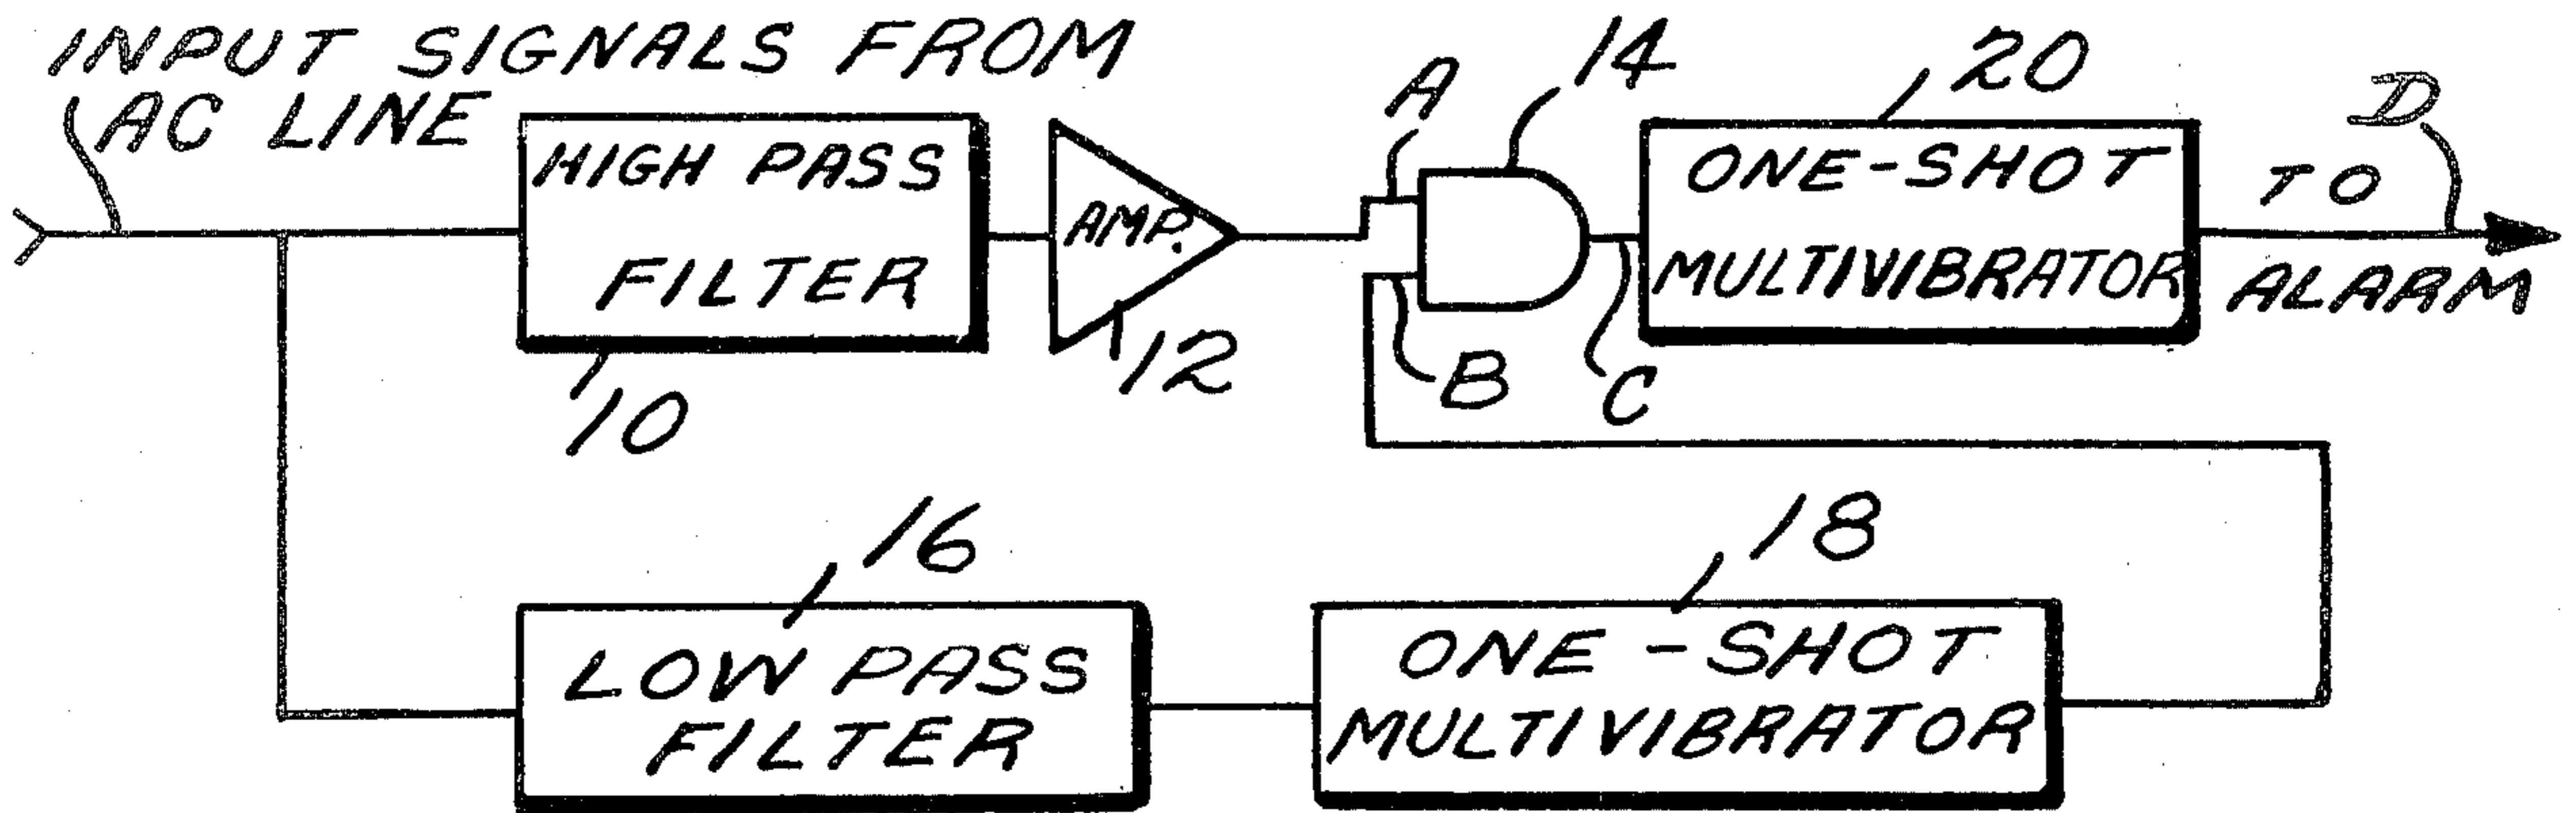 INPUT SIGNALS FROM
AC LINE
HIGH PASS
FILTER
10
AMP.
12
A
B
14
C
20
ONE-SHOT
MULTIVIBRATOR
D
TO
ALARM
16
LOW PASS
FILTER
18
ONE-SHOT
MULTIVIBRATOR